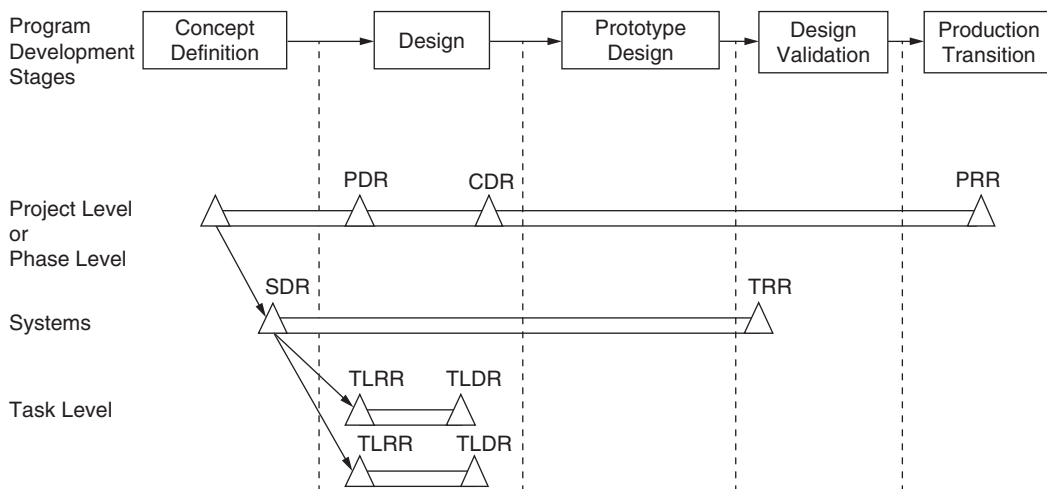 Program
Development
Stages
Concept
Definition
Design
Prototype
Design
Design
Validation
Production
Transition
Project Level
or
Phase Level
PDR
CDR
PRR
Systems
SDR
TRR
Task Level
TLRR
TLDR
TLRR
TLDR